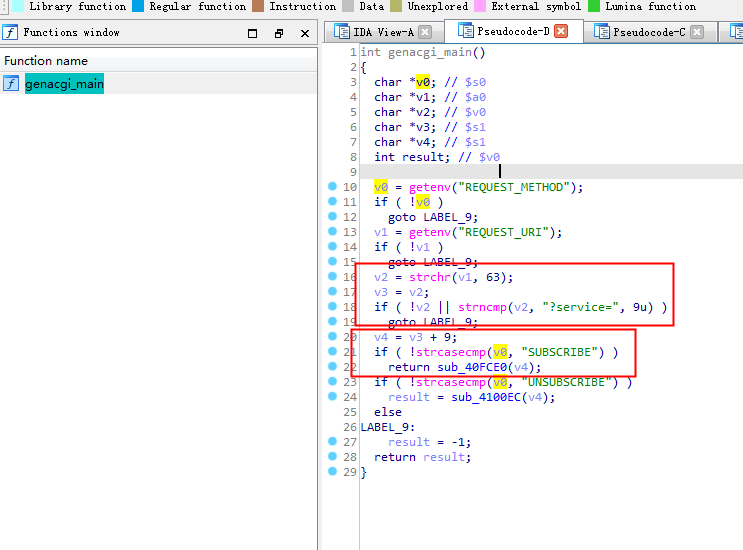 Library function Regular function Instruction Data Unexplored External symbol Lumina function
Functions window
IDA View-A Pseudocode-D Pseudocode-C
Function name
f genacgi_main
1 int genacgi_main()
2 {
3 char *v0; // $s0
4 char *v1; // $a0
5 char *v2; // $v0
6 char *v3; // $s1
7 char *v4; // $s1
8 int result; // $v0
9
10 v0 = getenv("REQUEST_METHOD");
11 if ( !v0 )
12 goto LABEL_9;
13 v1 = getenv("REQUEST_URI");
14 if ( !v1 )
15 goto LABEL_9;
16 v2 = strchr(v1, 63);
17 v3 = v2;
18 if ( !v2 || strncmp(v2, "?service=", 9u) )
19 goto LABEL_9;
20 v4 = v3 + 9;
21 if ( !strcasecmp(v0, "SUBSCRIBE") )
22 return sub_40FCE0(v4);
23 if ( !strcasecmp(v0, "UNSUBSCRIBE") )
24 result = sub_4100EC(v4);
25 else
26 LABEL_9:
27 result = -1;
28 return result;
29 }